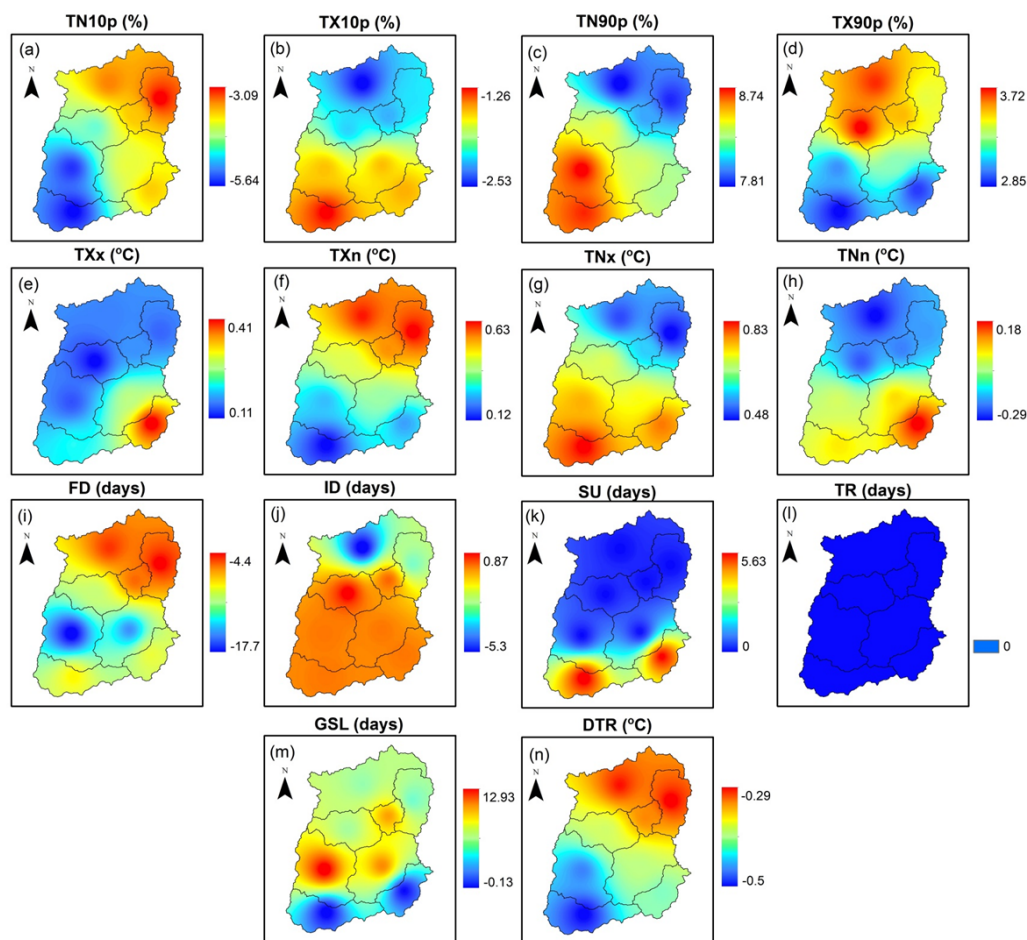 TN10p (%)
TX10p (%)
TN90p (%)
TX90p (%)
(a)
N
-3.09
-5.64
(b)
N
-1.26
-2.53
(c)
N
8.74
7.81
(d)
N
3.72
2.85
TXx (ºC)
TXn (ºC)
TNx (ºC)
TNn (ºC)
(e)
N
0.41
0.11
(f)
N
0.63
0.12
(g)
N
0.83
0.48
(h)
N
0.18
-0.29
FD (days)
ID (days)
SU (days)
TR (days)
(i)
N
-4.4
-17.7
(j)
N
0.87
-5.3
(k)
N
5.63
0
(l)
N
0
GSL (days)
DTR (ºC)
(m)
N
12.93
-0.13
(n)
N
-0.29
-0.5